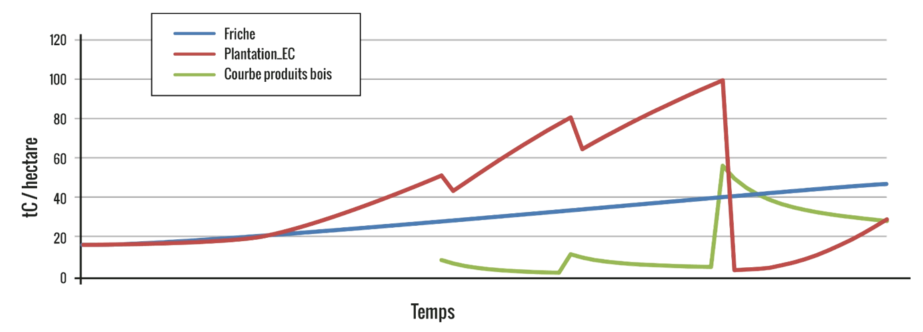 Friche
Plantation_EC
Courbe produits bois
tC / hectare
120
100
80
60
40
20
0
Temps